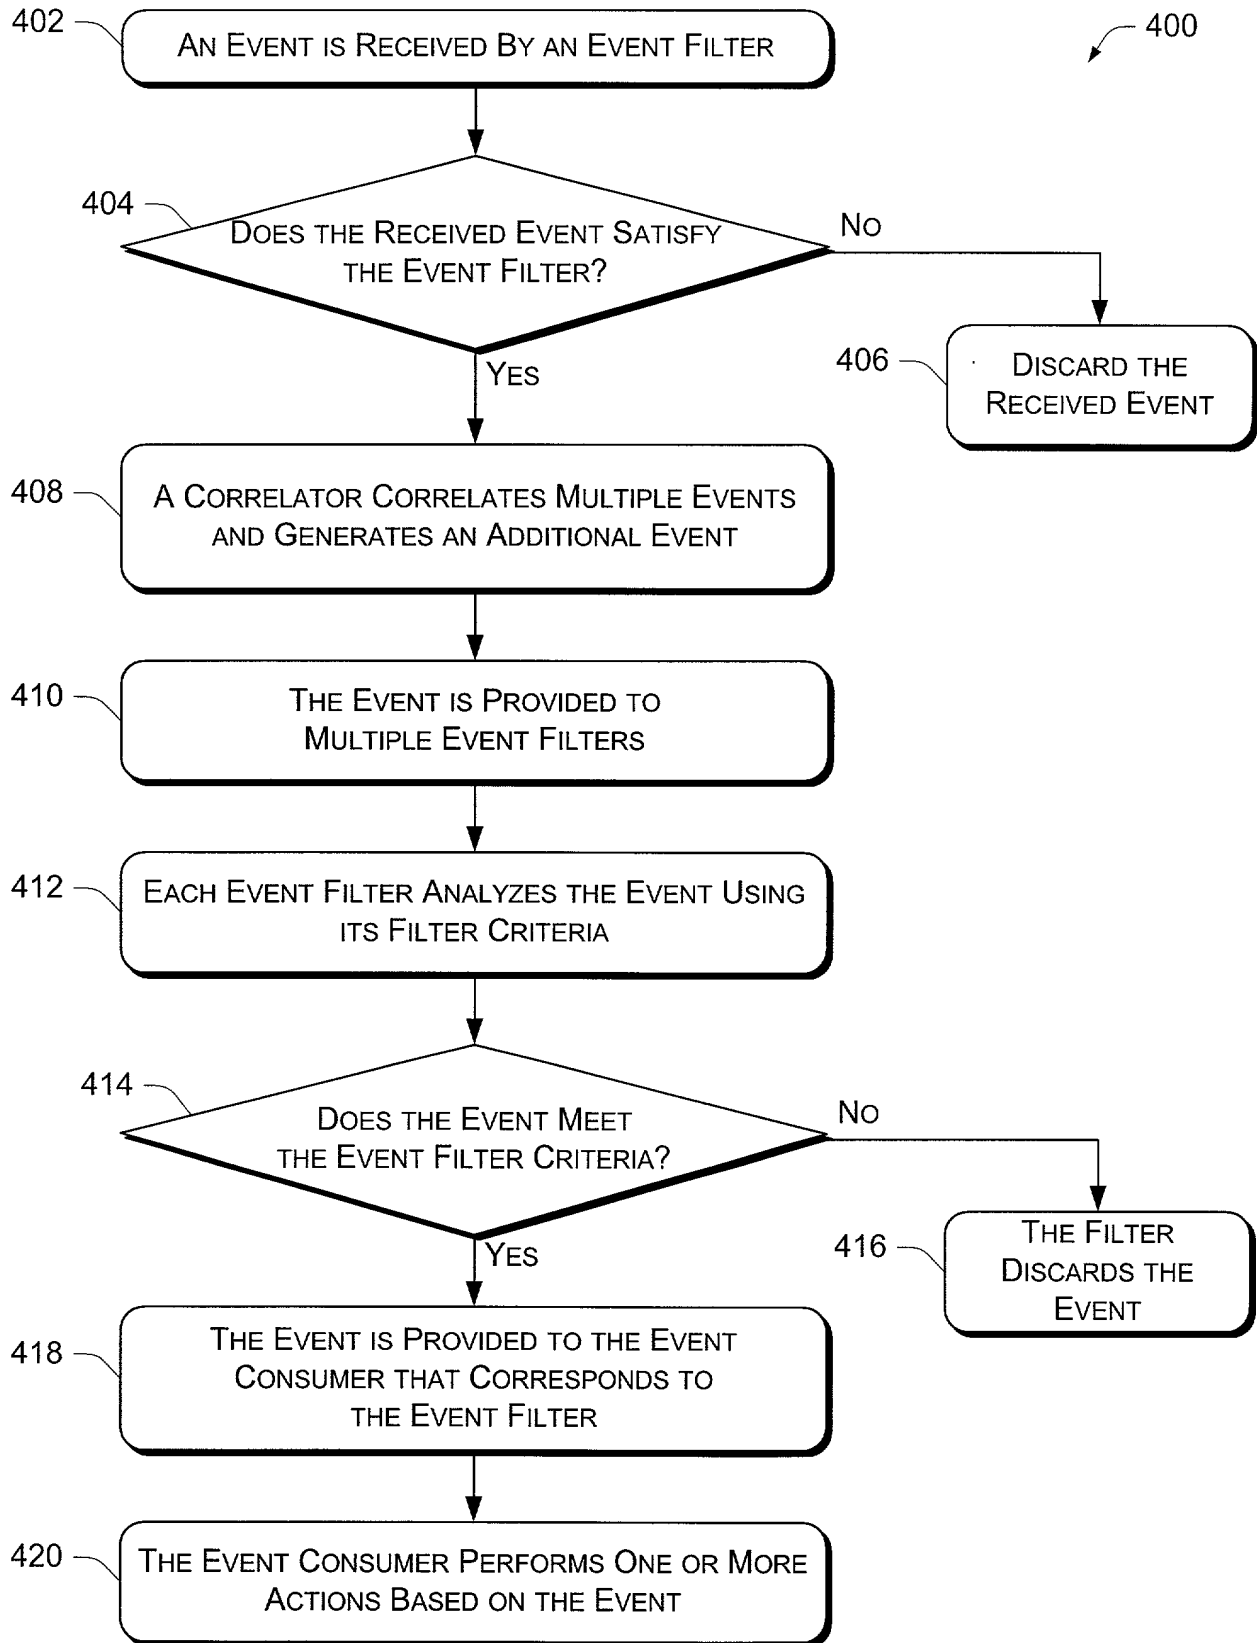 402
AN EVENT IS RECEIVED BY AN EVENT FILTER
400
404
DOES THE RECEIVED EVENT SATISFY
THE EVENT FILTER?
NO
YES
406
DISCARD THE
RECEIVED EVENT
408
A CORRELATOR CORRELATES MULTIPLE EVENTS
AND GENERATES AN ADDITIONAL EVENT
410
THE EVENT IS PROVIDED TO
MULTIPLE EVENT FILTERS
412
EACH EVENT FILTER ANALYZES THE EVENT USING
ITS FILTER CRITERIA
414
DOES THE EVENT MEET
THE EVENT FILTER CRITERIA?
NO
YES
416
THE FILTER
DISCARDS THE
EVENT
418
THE EVENT IS PROVIDED TO THE EVENT
CONSUMER THAT CORRESPONDS TO
THE EVENT FILTER
420
THE EVENT CONSUMER PERFORMS ONE OR MORE
ACTIONS BASED ON THE EVENT